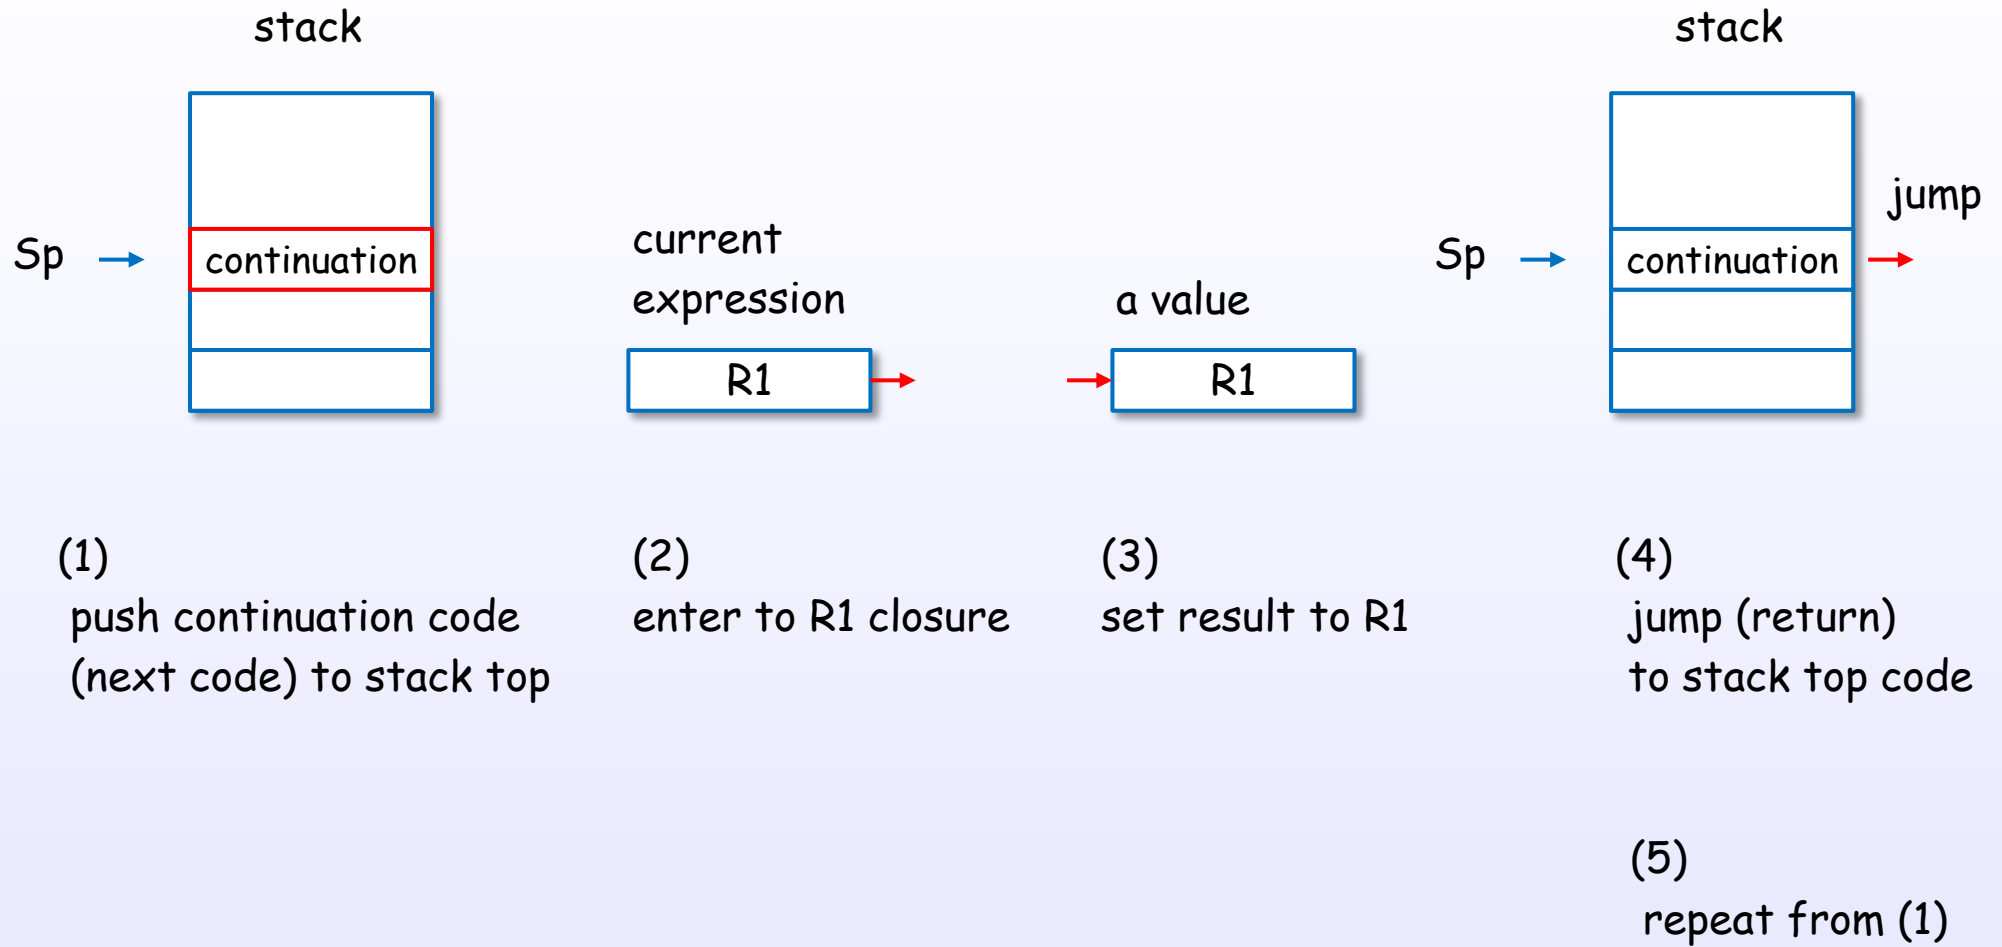 stack
Sp
continuation
current
expression
R1
a value
R1
stack
Sp
continuation
jump
(1)
push continuation code
(next code) to stack top
(2)
enter to R1 closure
(3)
set result to R1
(4)
jump (return)
to stack top code
(5)
repeat from (1)